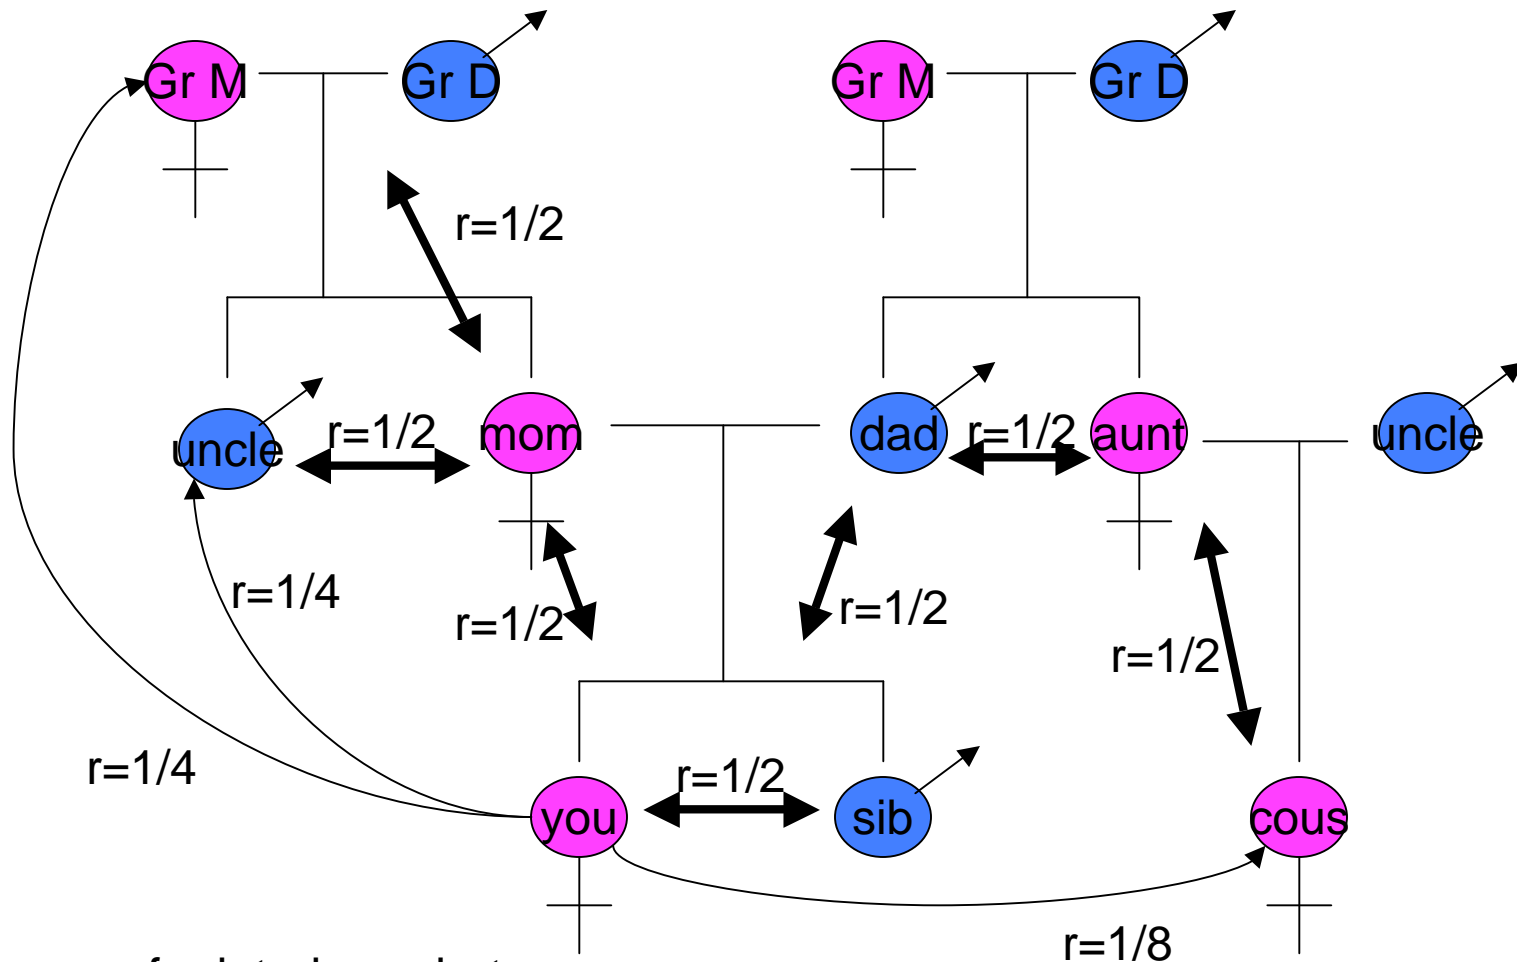 Gr M Gr D Gr M Gr D
r=1/2
uncle r=1/2 mom dad r=1/2 aunt uncle
r=1/4 r=1/2 r=1/2 r=1/2
r=1/4 r=1/2
you sib cous
r=1/8